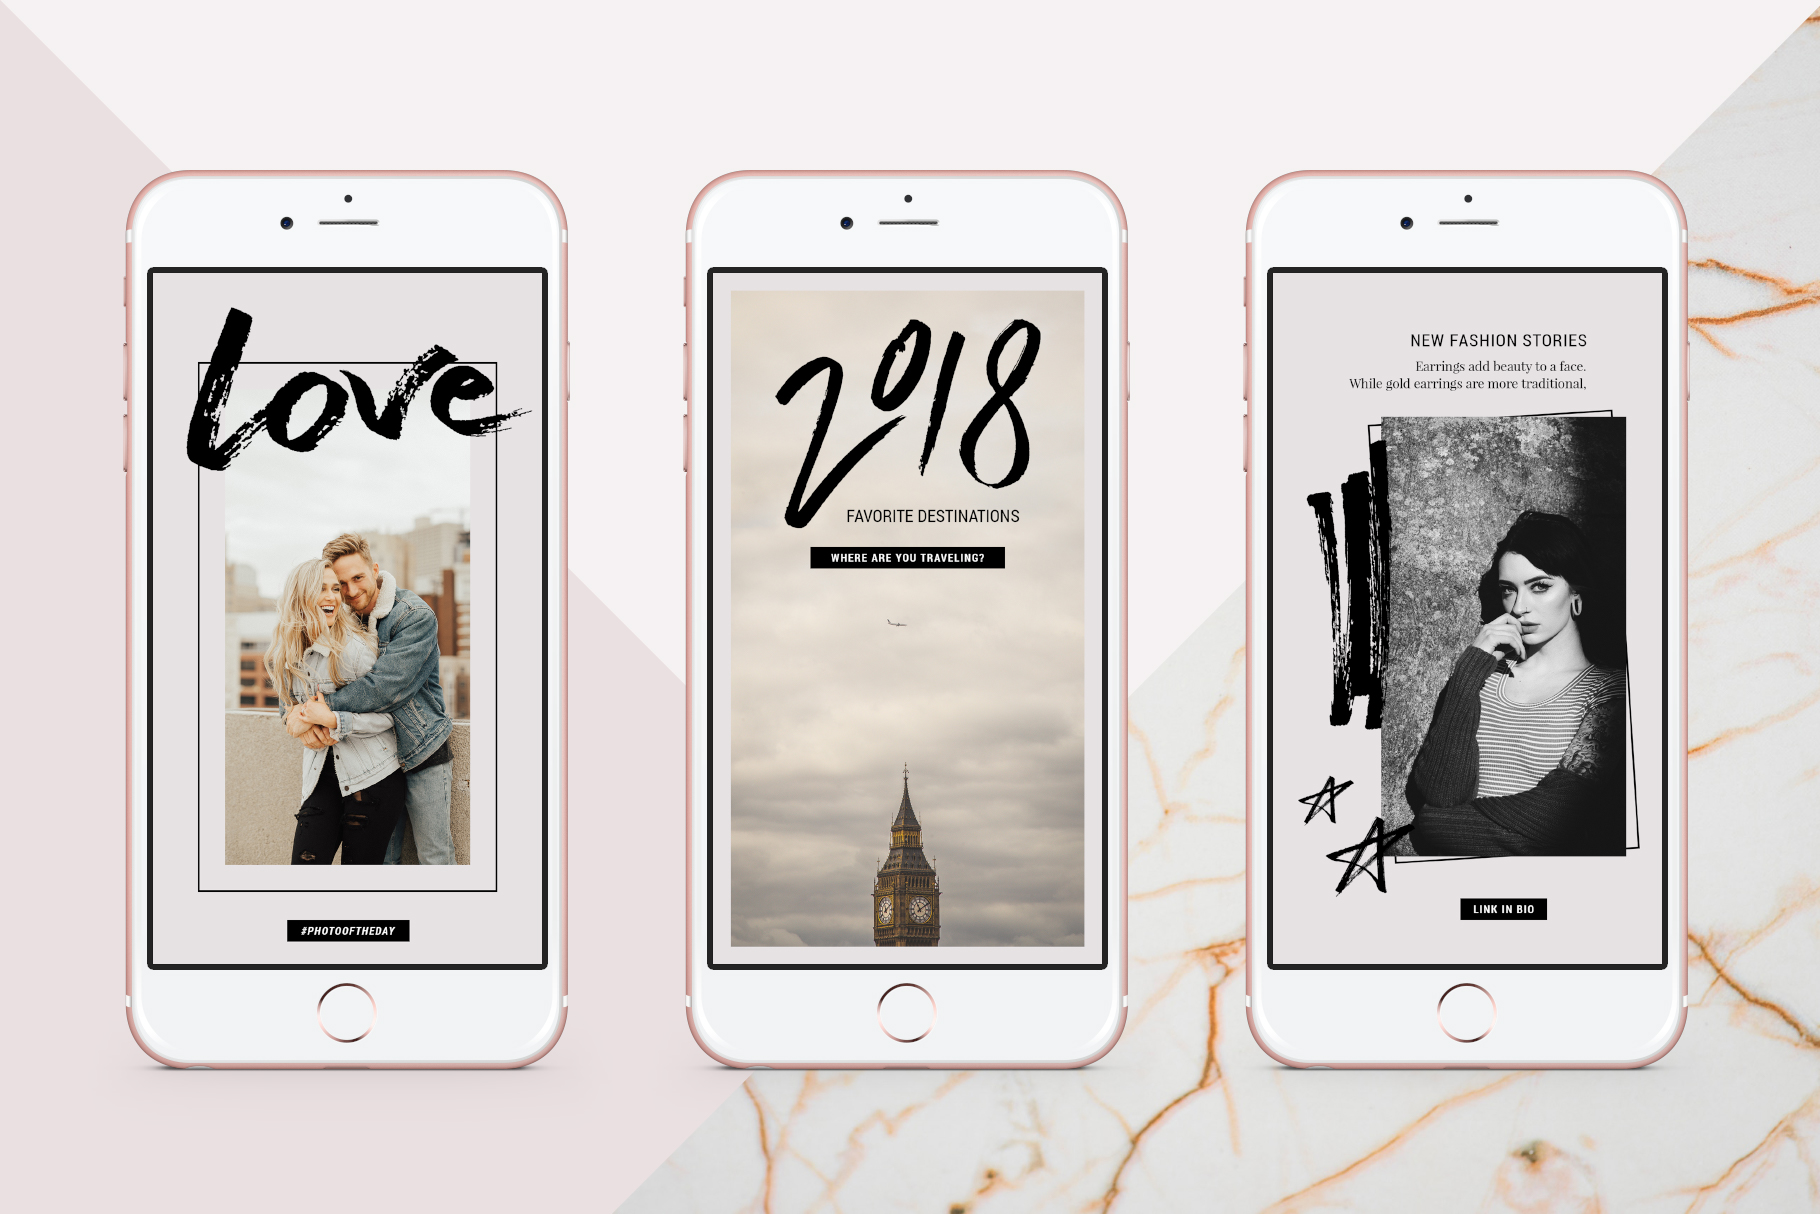 Love
#PHOTOOFTHEDAY
2018
FAVORITE DESTINATIONS
WHERE ARE YOU TRAVELING?
NEW FASHION STORIES
Earrings add beauty to a face.
While gold earrings are more traditional,
LINK IN BIO